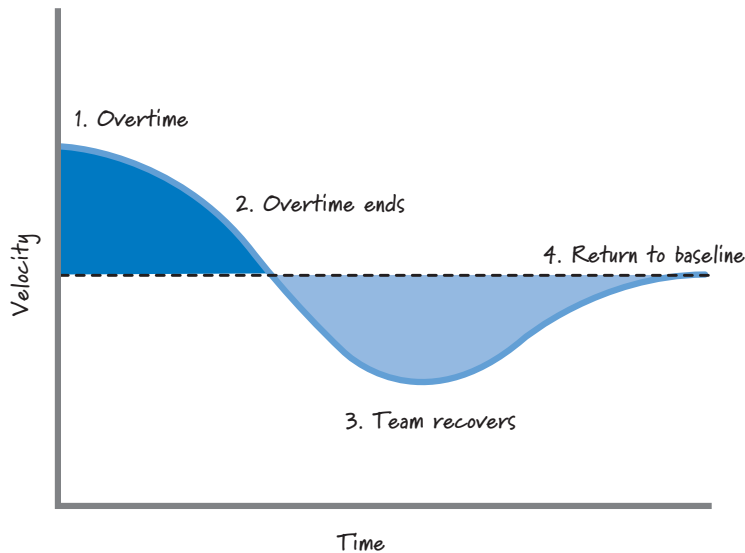 1. Overtime
2. Overtime ends
4. Return to baseline
Velocity
3. Team recovers
Time